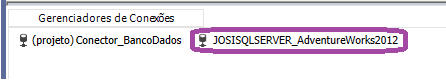 Gerenciadores de Conexões
(projeto) Conector_BancoDados JOSISQLSERVER_AdventureWorks2012